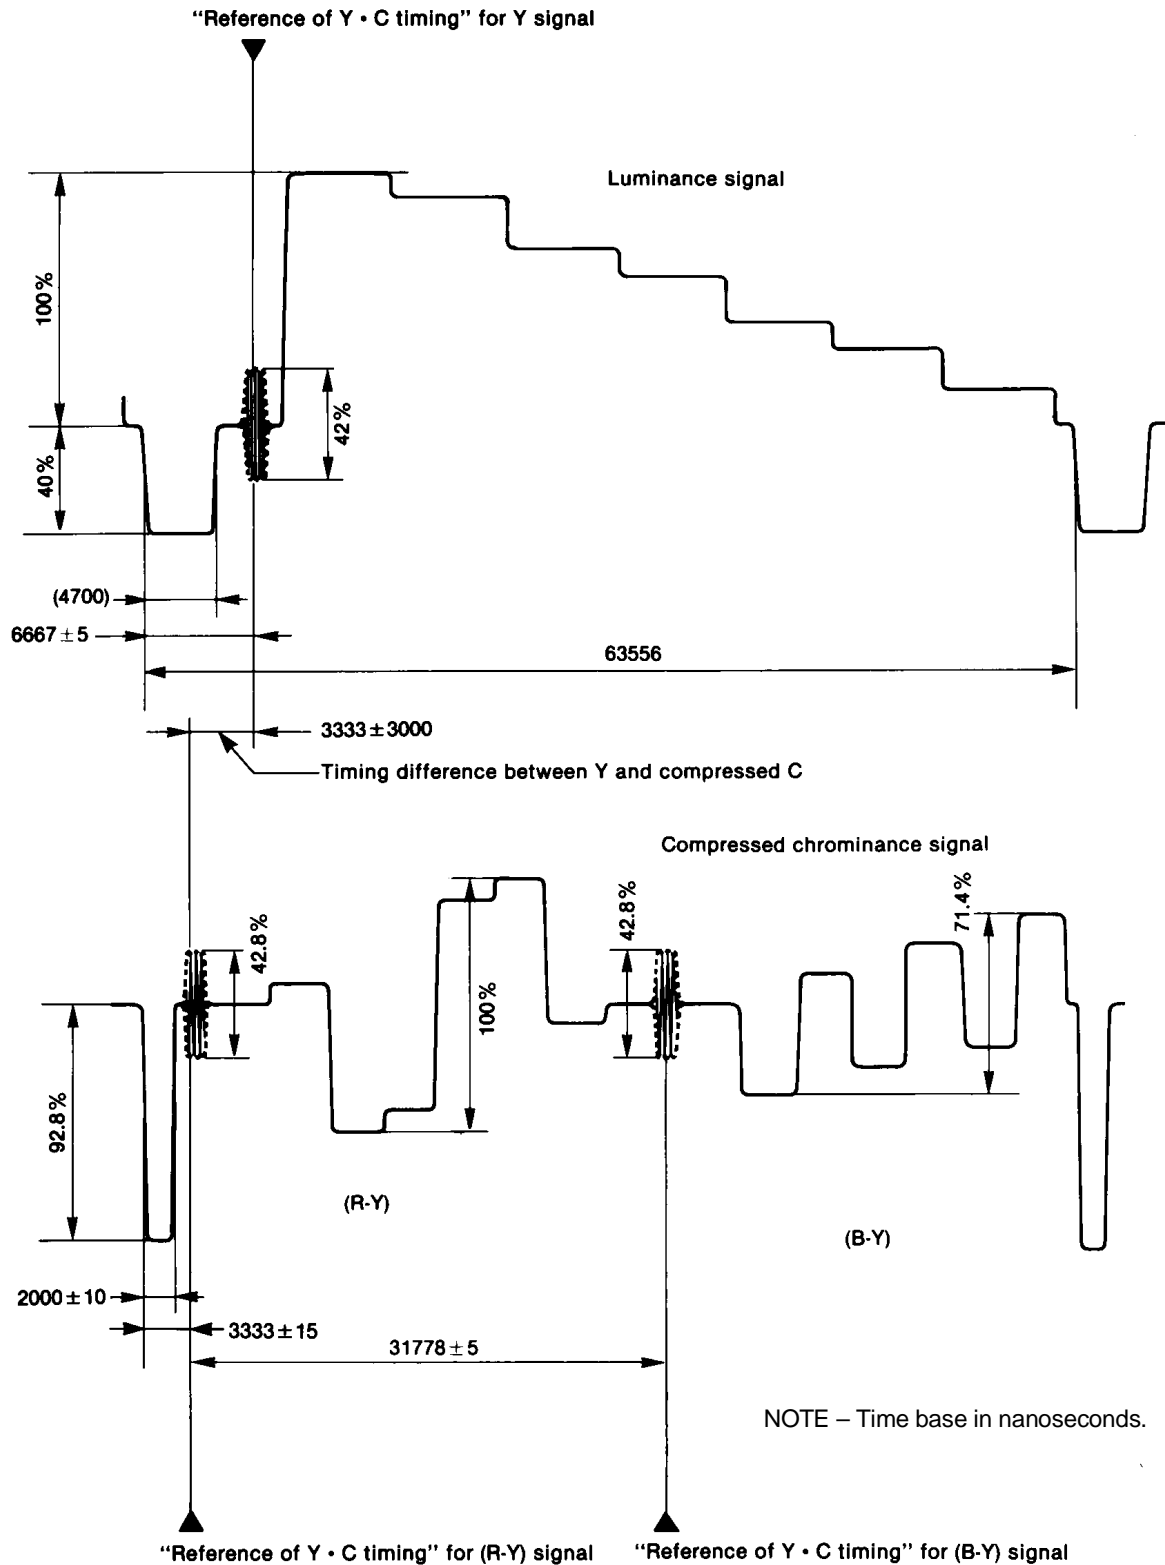 “Reference of Y • C timing” for Y signal
Luminance signal
100%
42%
40%
(4700)
6667 ± 5
63556
3333 ± 3000
Timing difference between Y and compressed C
Compressed chrominance signal
42.8%
42.8%
71.4%
100%
92.8%
(R-Y)
(B-Y)
2000 ± 10
3333 ± 15
31778 ± 5
NOTE – Time base in nanoseconds.
“Reference of Y • C timing” for (R-Y) signal
“Reference of Y • C timing” for (B-Y) signal